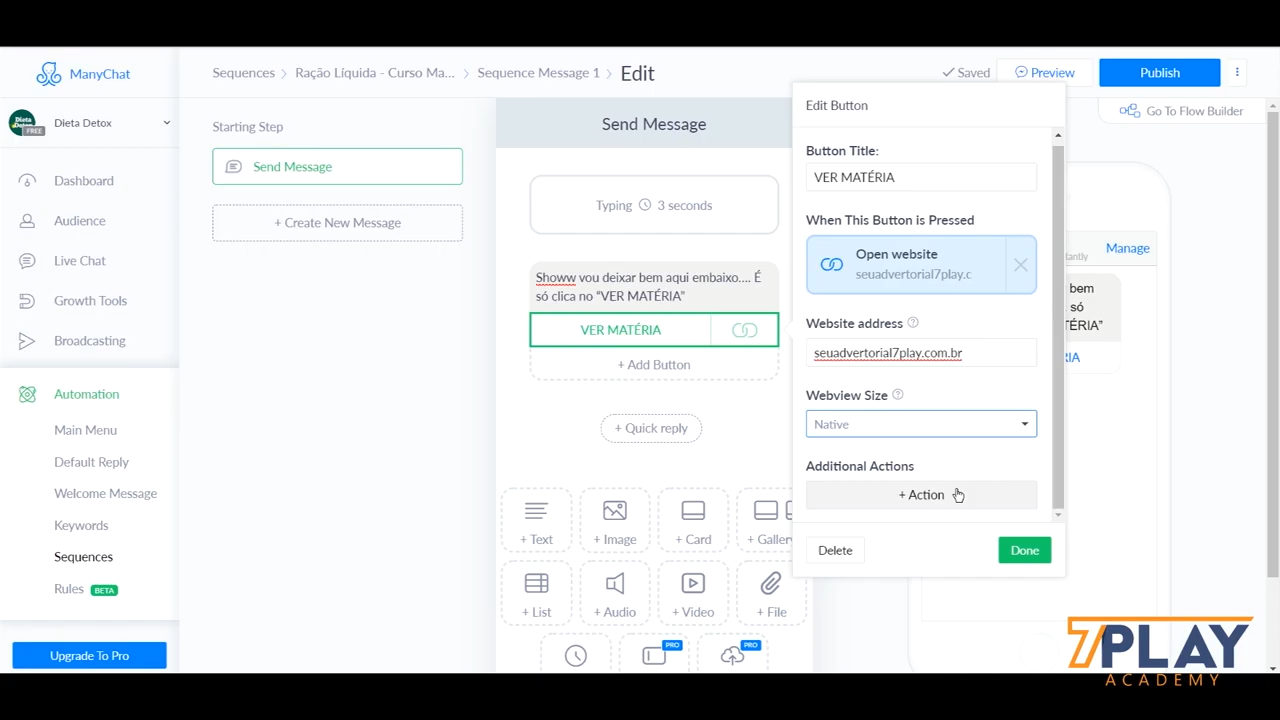 ManyChat
Sequences > Ração Líquida - Curso Ma... > Sequence Message 1 > Edit
Saved
Preview
Publish
Dieta Detox
FREE
Dieta Detox
Dashboard
Audience
Live Chat
Growth Tools
Broadcasting
Automation
Main Menu
Default Reply
Welcome Message
Keywords
Sequences
Rules BETA
Upgrade To Pro
Starting Step
Send Message
+ Create New Message
Send Message
Typing 3 seconds
Showw vou deixar bem aqui embaixo.... É
só clica no “VER MATÉRIA”
VER MATÉRIA
+ Add Button
+ Quick reply
+ Text
+ Image
+ Card
+ Gallery
+ List
+ Audio
+ Video
+ File
PRO
PRO
Edit Button
Button Title:
VER MATÉRIA
When This Button is Pressed
Open website
seuadvertorial7play.c
Website address
seuadvertorial7play.com.br
Webview Size
Native
Additional Actions
+ Action
Delete
Done
Go To Flow Builder
Manage
tantly
bem
só
TÉRIA”
IA
7PLAY
ACADEMY